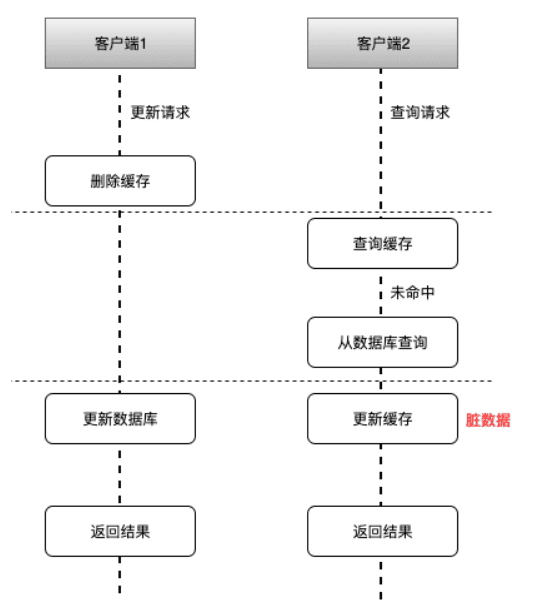 客户端1
客户端2
更新请求
查询请求
删除缓存
查询缓存
未命中
从数据库查询
更新数据库
更新缓存
脏数据
返回结果
返回结果